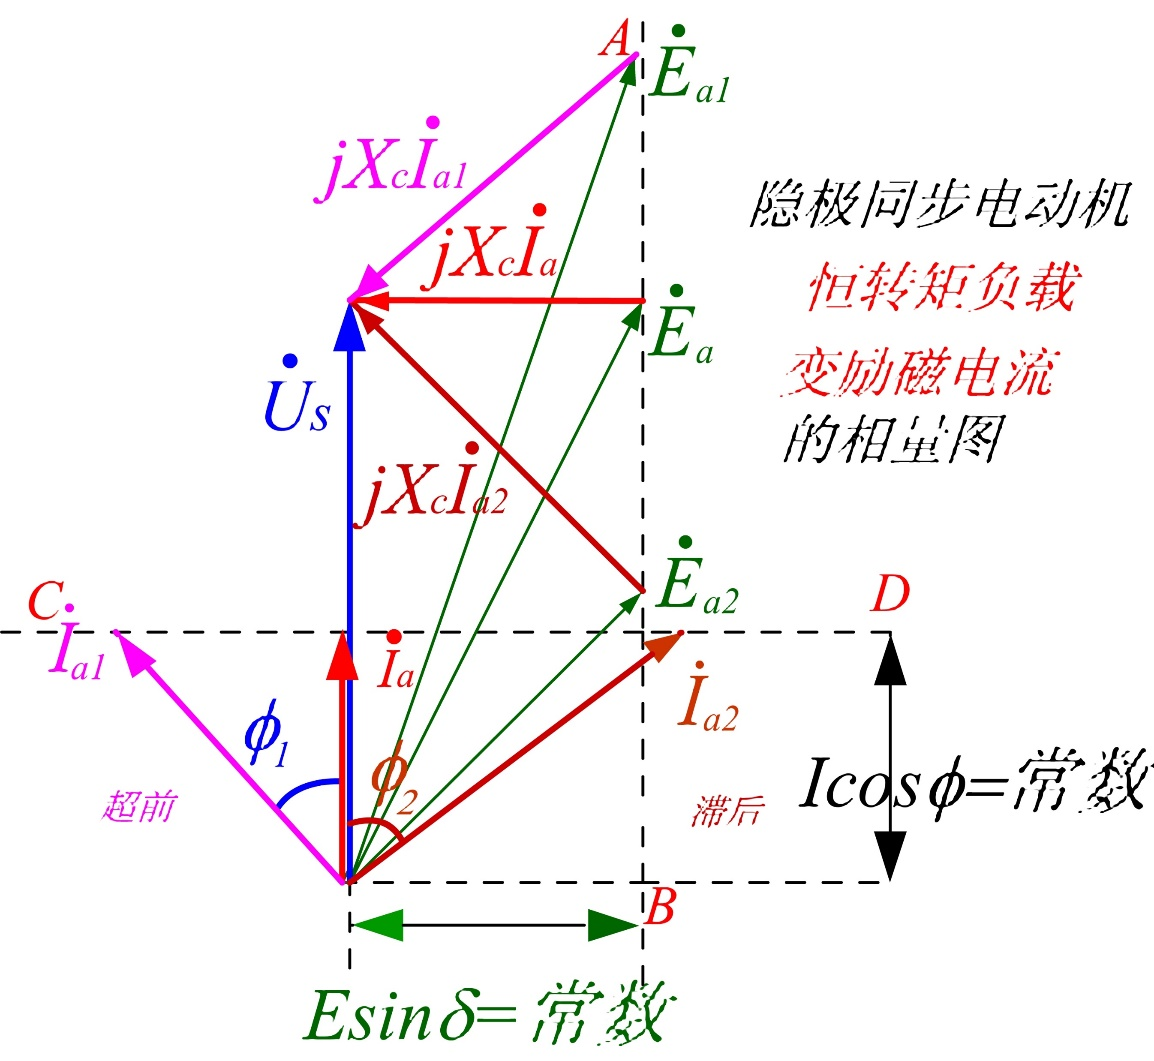 A
Ėa1
jXcİa1
隐极同步电动机
jXcİa
恒转矩负载
Ėa
变励磁电流
U̇s
的相量图
jXcİa2
Ėa2
C
D
İa1
İa
İa2
ϕ1
ϕ2
Icosϕ=常数
超前
滞后
B
Esinδ=常数